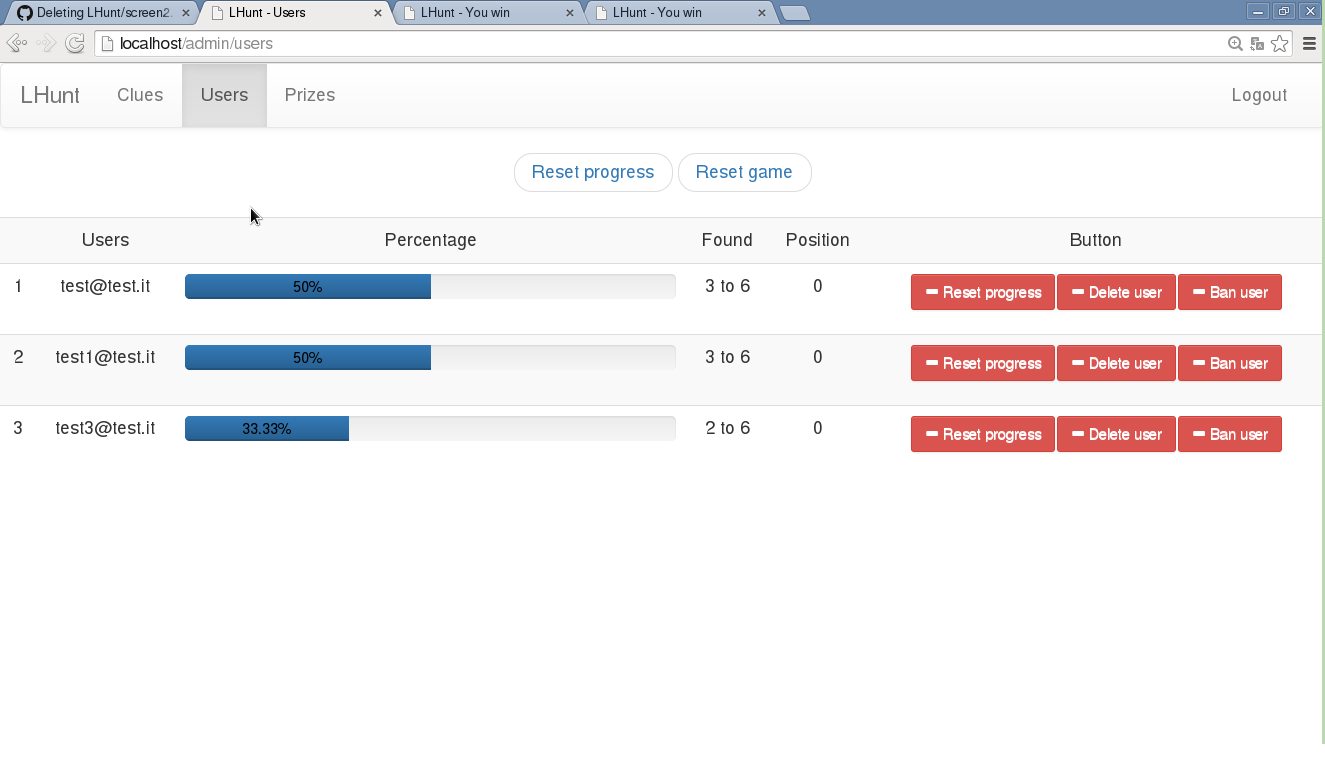 Deleting LHunt/screen2. LHunt - Users LHunt - You win LHunt - You win
localhost/admin/users
LHunt Clues Users Prizes Logout
Reset progress Reset game
Users Percentage Found Position Button
1 test@test.it 50% 3 to 6 0 Reset progress Delete user Ban user
2 test1@test.it 50% 3 to 6 0 Reset progress Delete user Ban user
3 test3@test.it 33.33% 2 to 6 0 Reset progress Delete user Ban user